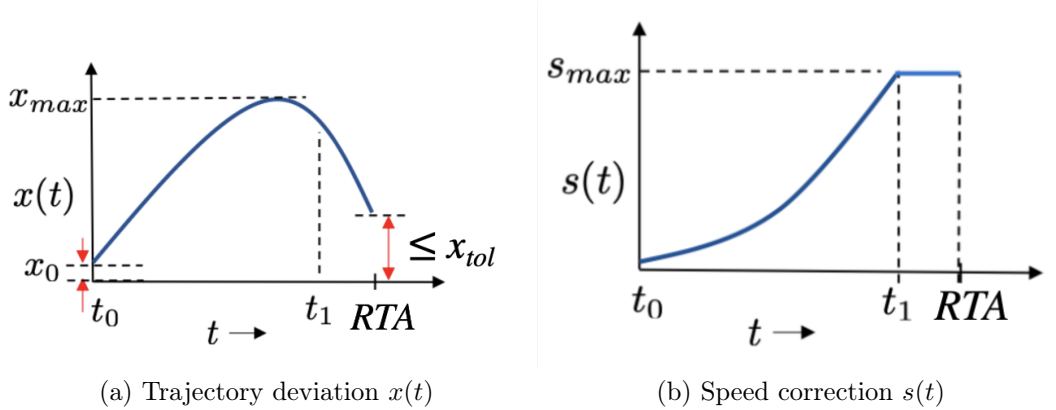 x_max
x(t)
x_0
≤ x_tol
t_0
t_1
RTA
t →
(a) Trajectory deviation x(t)
s_max
s(t)
t_0
t_1
RTA
t →
(b) Speed correction s(t)